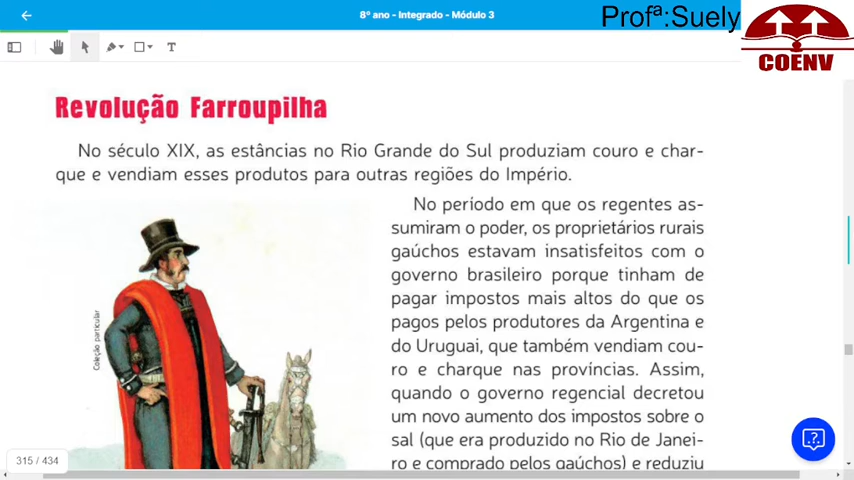 8º ano - Integrado - Módulo 3
Profª:Suely
COENV
T
Revolução Farroupilha
No século XIX, as estâncias no Rio Grande do Sul produziam couro e char-
que e vendiam esses produtos para outras regiões do Império.
No período em que os regentes as-
sumiram o poder, os proprietários rurais
gaúchos estavam insatisfeitos com o
governo brasileiro porque tinham de
pagar impostos mais altos do que os
pagos pelos produtores da Argentina e
do Uruguai, que também vendiam cou-
ro e charque nas províncias. Assim,
quando o governo regencial decretou
um novo aumento dos impostos sobre o
sal (que era produzido no Rio de Janei-
ro e comprado pelos gaúchos) e reduziu
Coleção particular
315 / 434